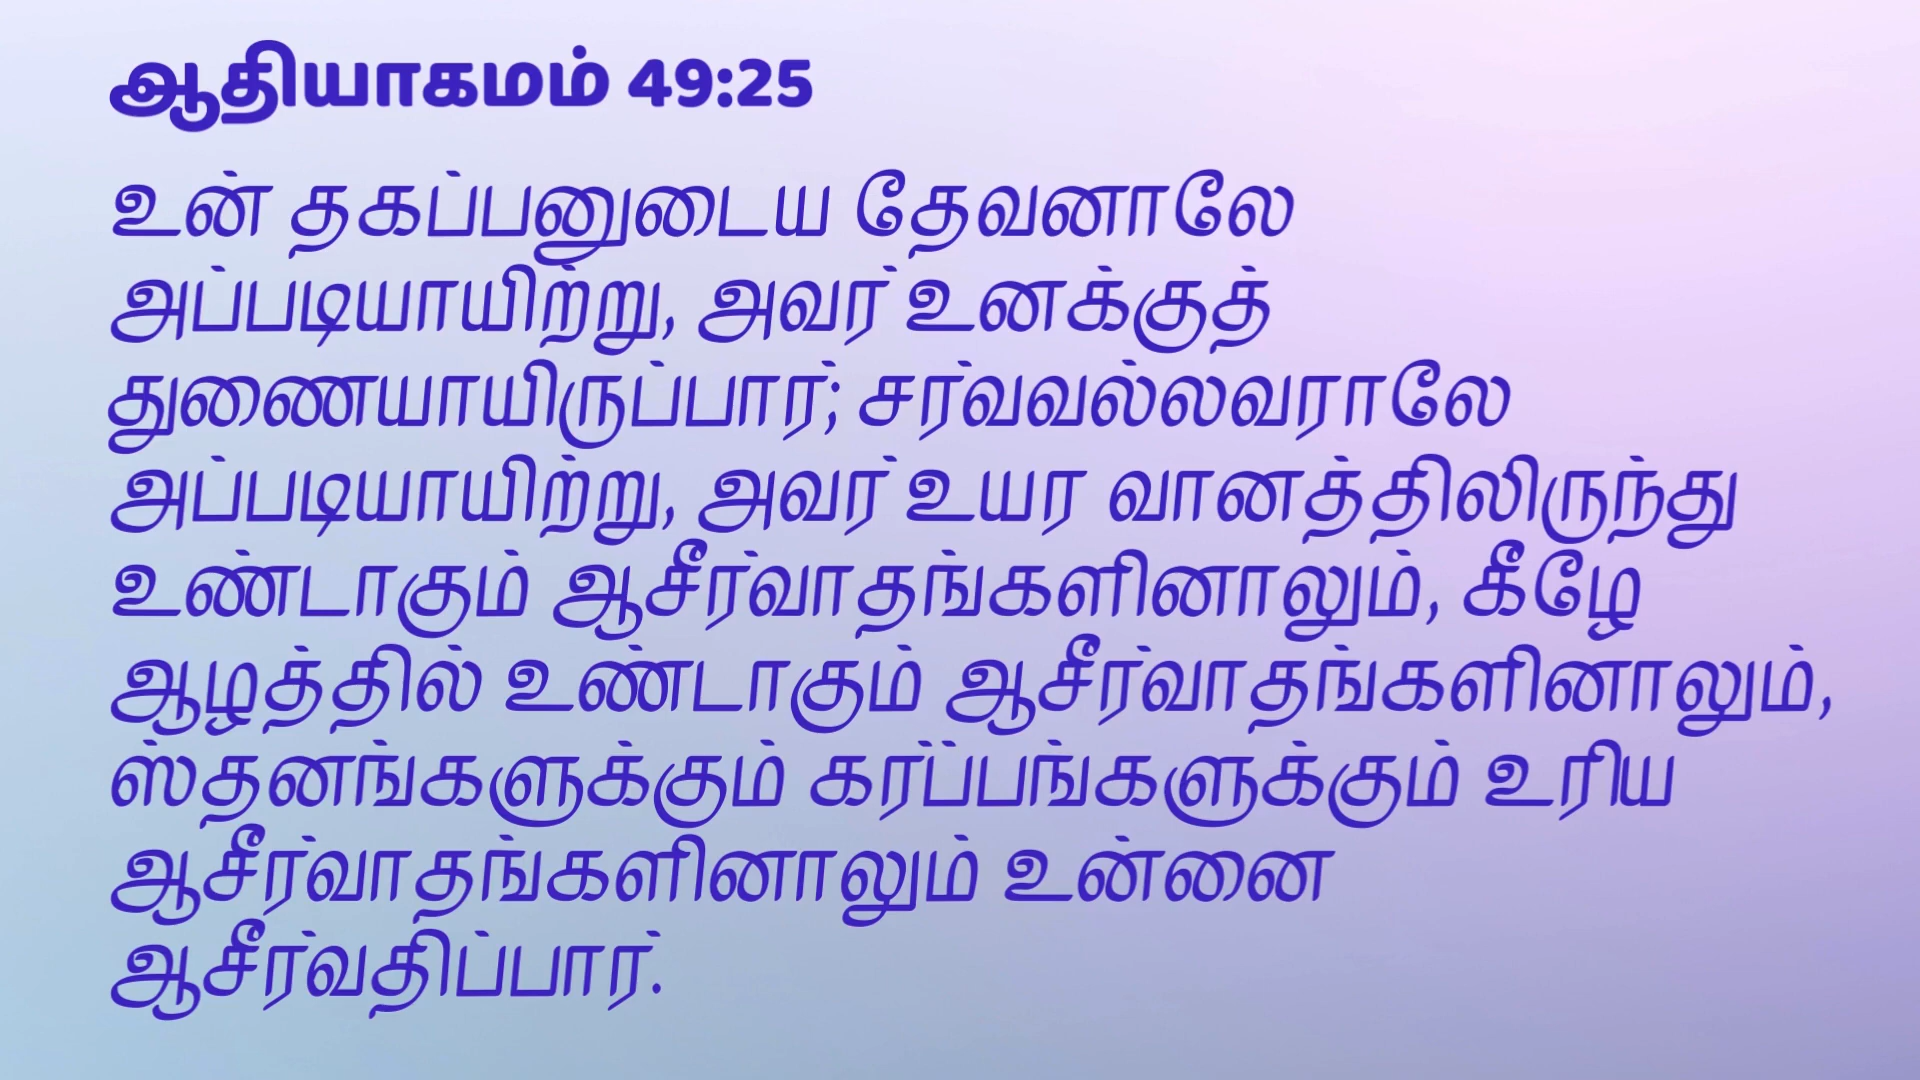 ஆதியாகமம் 49:25
உன் தகப்பனுடைய தேவனாலே
அப்படியாயிற்று, அவர் உனக்குத்
துணையாயிருப்பார்; சர்வவல்லவராலே
அப்படியாயிற்று, அவர் உயர வானத்திலிருந்து
உண்டாகும் ஆசீர்வாதங்களினாலும், கீழே
ஆழத்தில் உண்டாகும் ஆசீர்வாதங்களினாலும்,
ஸ்தனங்களுக்கும் கர்ப்பங்களுக்கும் உரிய
ஆசீர்வாதங்களினாலும் உன்னை
ஆசீர்வதிப்பார்.